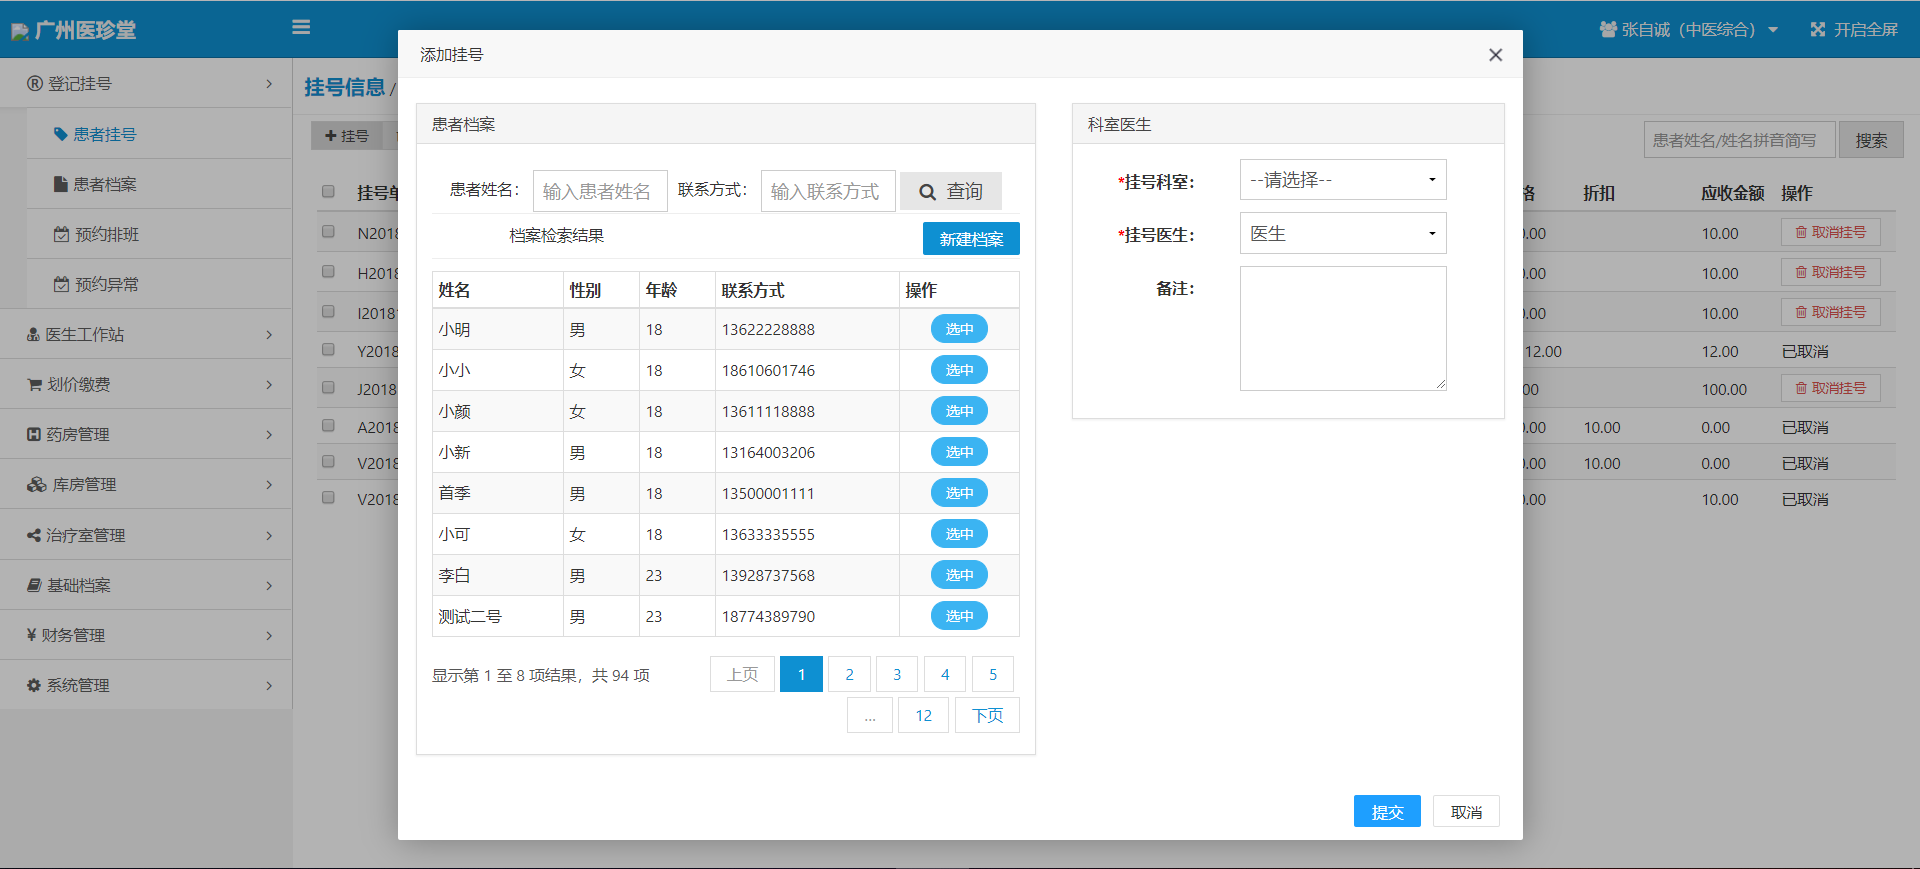 广州医珍堂
张自诚（中医综合）
开启全屏
登记挂号
患者挂号
患者档案
预约排班
预约异常
医生工作站
划价缴费
药房管理
库房管理
治疗室管理
基础档案
¥ 财务管理
系统管理
挂号信息 /
挂号
患者姓名/姓名拼音简写
搜索
挂号单
格 折扣 应收金额 操作
N2018 .00 10.00 取消挂号
H2018 .00 10.00 取消挂号
I2018 .00 10.00 取消挂号
Y2018 12.00 12.00 已取消
J2018 00 100.00 取消挂号
A2018 .00 10.00 0.00 已取消
V2018 .00 10.00 0.00 已取消
V2018 .00 10.00 已取消
添加挂号
患者档案
患者姓名： 输入患者姓名 联系方式： 输入联系方式 查询
档案检索结果 新建档案
姓名 性别 年龄 联系方式 操作
小明 男 18 13622228888 选中
小小 女 18 18610601746 选中
小颜 女 18 13611118888 选中
小新 男 18 13164003206 选中
首季 男 18 13500001111 选中
小可 女 18 13633335555 选中
李白 男 23 13928737568 选中
测试二号 男 23 18774389790 选中
显示第 1 至 8 项结果，共 94 项
上页 1 2 3 4 5
... 12 下页
科室医生
*挂号科室： --请选择--
*挂号医生： 医生
备注：
提交 取消